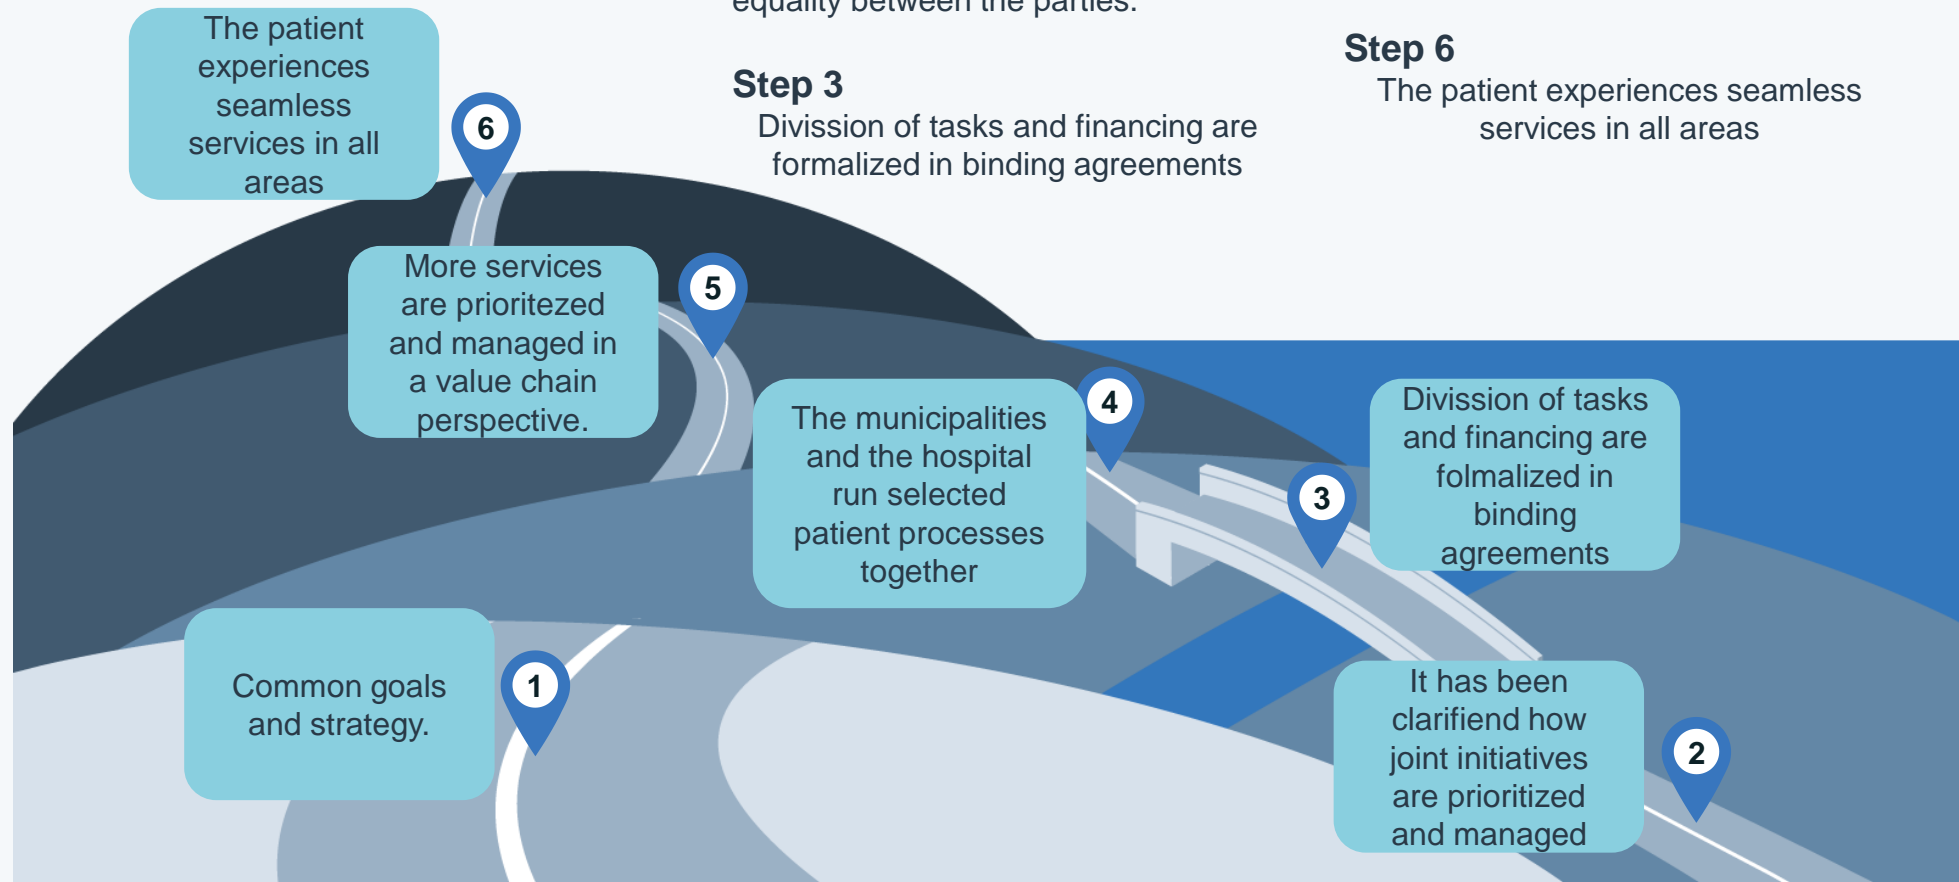 equality between the parties.
Step 3
Divission of tasks and financing are
formalized in binding agreements
Step 6
The patient experiences seamless
services in all areas
The patient
experiences
seamless
services in all
areas
6
More services
are prioritezed
and managed in
a value chain
perspective.
5
The municipalities
and the hospital
run selected
patient processes
together
4
3
Divission of tasks
and financing are
folmalized in
binding
agreements
Common goals
and strategy.
1
It has been
clarifiend how
joint initiatives
are prioritized
and managed
2